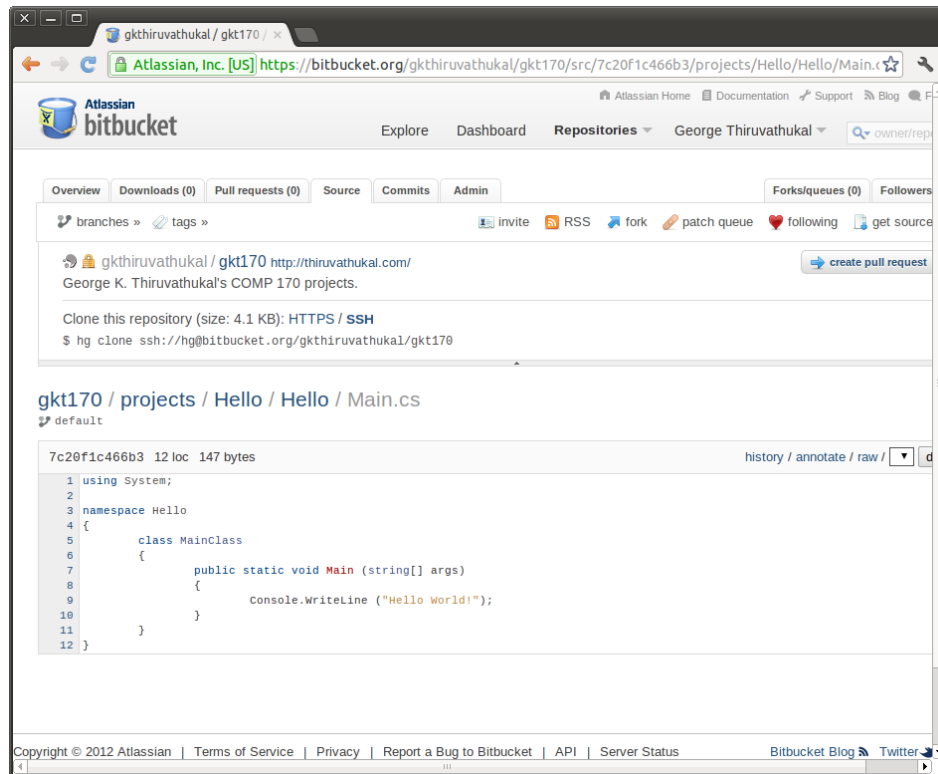 gkthiruvathukal / gkt170 /
Atlassian, Inc. [US] https://bitbucket.org/gkthiruvathukal/gkt170/src/7c20f1c466b3/projects/Hello/Hello/Main.c
Atlassian Home Documentation Support Blog F
Atlassian
bitbucket
Explore Dashboard Repositories George Thiruvathukal owner/repo
Overview Downloads (0) Pull requests (0) Source Commits Admin Forks/queues (0) Followers
branches » tags » invite RSS fork patch queue following get source
gkthiruvathukal / gkt170 http://thiruvathukal.com/ create pull request
George K. Thiruvathukal's COMP 170 projects.
Clone this repository (size: 4.1 KB): HTTPS / SSH
$ hg clone ssh://hg@bitbucket.org/gkthiruvathukal/gkt170
gkt170 / projects / Hello / Hello / Main.cs
default
7c20f1c466b3 12 loc 147 bytes history / annotate / raw / d
1 using System;
2
3 namespace Hello
4 {
5 class MainClass
6 {
7 public static void Main (string[] args)
8 {
9 Console.WriteLine ("Hello World!");
10 }
11 }
12 }
Copyright © 2012 Atlassian | Terms of Service | Privacy | Report a Bug to Bitbucket | API | Server Status Bitbucket Blog Twitter